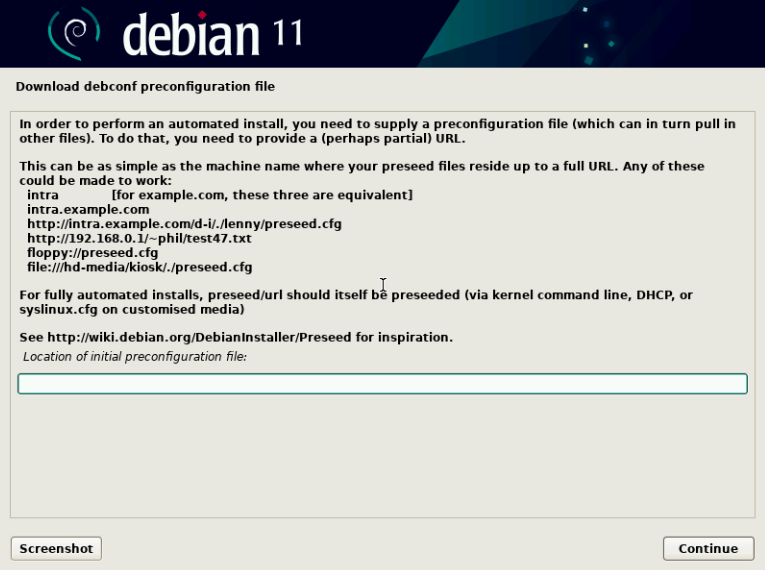 debian 11
Download debconf preconfiguration file
In order to perform an automated install, you need to supply a preconfiguration file (which can in turn pull in
other files). To do that, you need to provide a (perhaps partial) URL.
This can be as simple as the machine name where your preseed files reside up to a full URL. Any of these
could be made to work:
intra [for example.com, these three are equivalent]
intra.example.com
http://intra.example.com/d-i/./lenny/preseed.cfg
http://192.168.0.1/~phil/test47.txt
floppy://preseed.cfg
file:///hd-media/kiosk/./preseed.cfg
For fully automated installs, preseed/url should itself be preseeded (via kernel command line, DHCP, or
syslinux.cfg on customised media)
See http://wiki.debian.org/DebianInstaller/Preseed for inspiration.
Location of initial preconfiguration file:
Screenshot
Continue